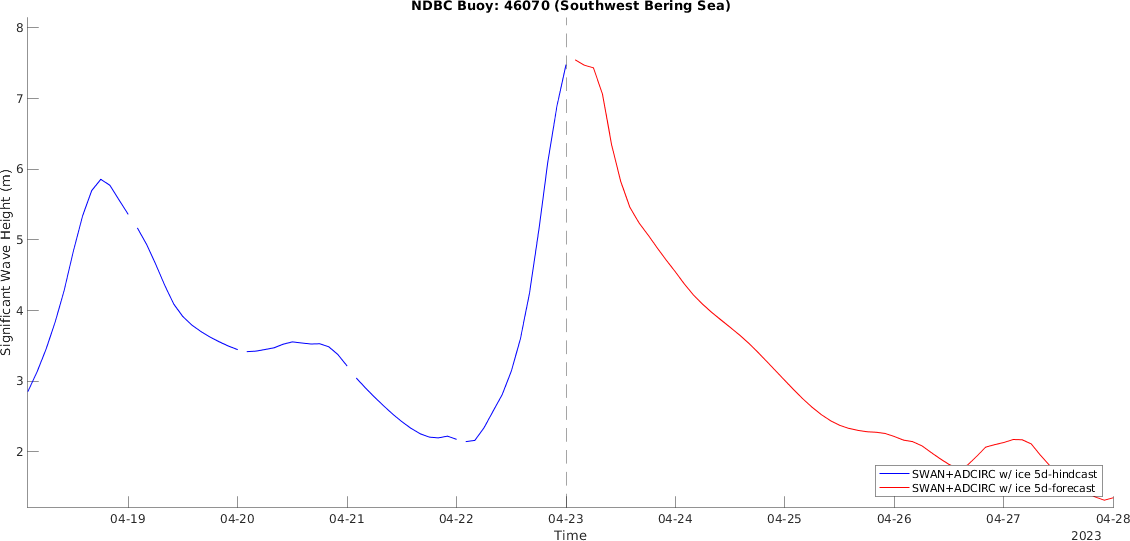 NDBC Buoy: 46070 (Southwest Bering Sea)
8
7
6
5
4
3
2
Significant Wave Height (m)
SWAN+ADCIRC w/ ice 5d-hindcast
SWAN+ADCIRC w/ ice 5d-forecast
04-19 04-20 04-21 04-22 04-23 04-24 04-25 04-26 04-27 04-28
Time
2023